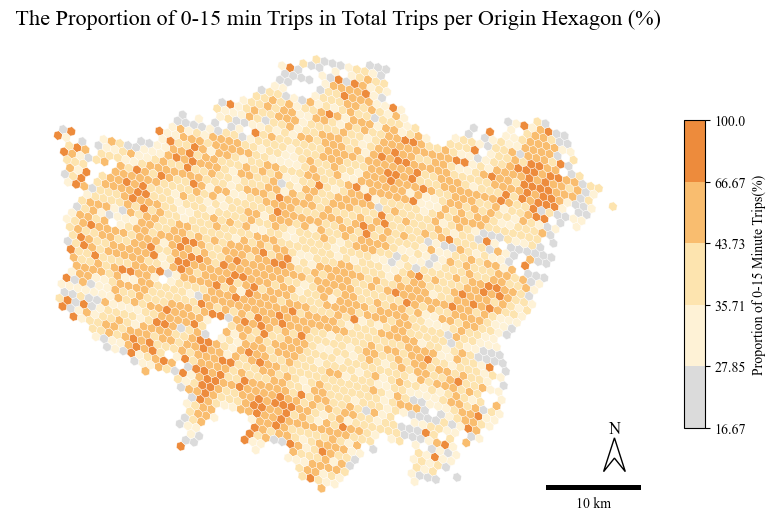 The Proportion of 0-15 min Trips in Total Trips per Origin Hexagon (%)
100.0
66.67
43.73
35.71
27.85
16.67
Proportion of 0-15 Minute Trips(%)
N
10 km